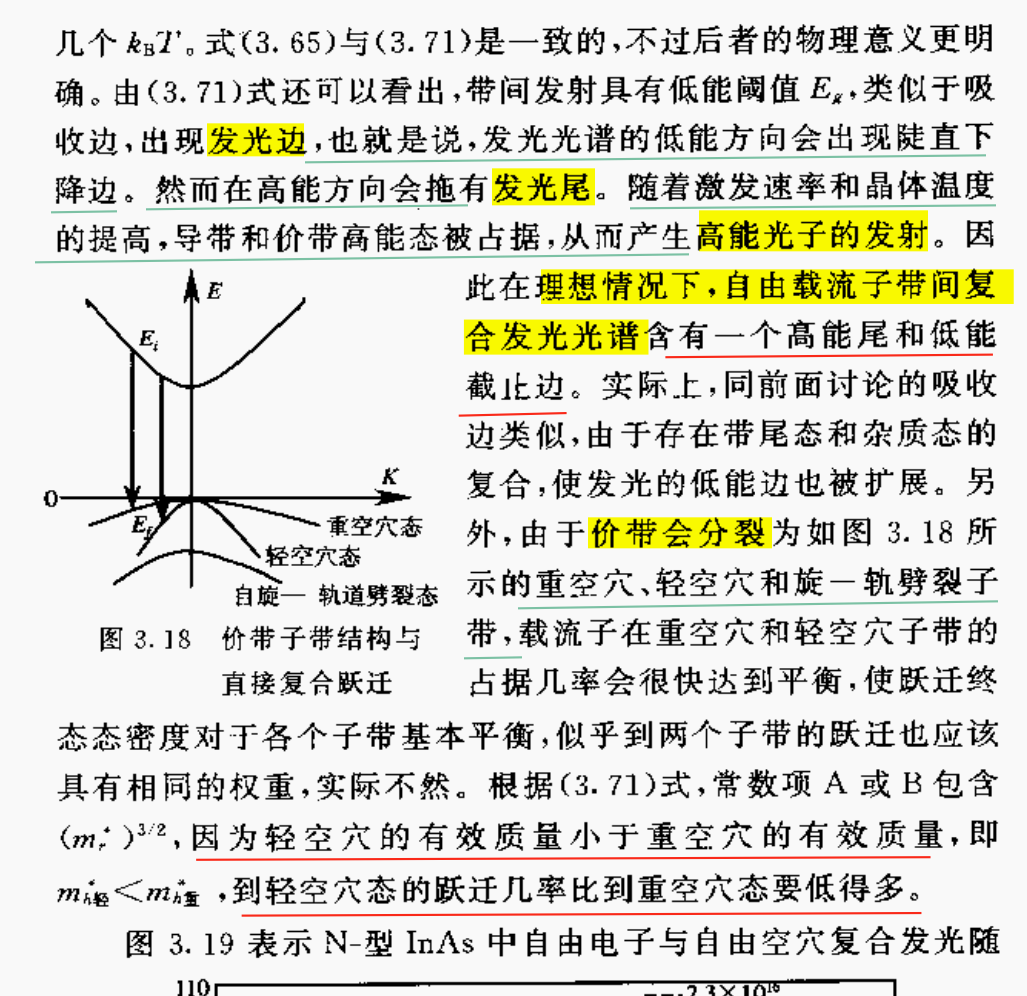 几个 kBT。式(3.65)与(3.71)是一致的,不过后者的物理意义更明
确。由(3.71)式还可以看出,带间发射具有低能阈值 Eg,类似于吸
收边,出现发光边,也就是说,发光光谱的低能方向会出现陡直下
降边。然而在高能方向会拖有发光尾。随着激发速率和晶体温度
的提高,导带和价带高能态被占据,从而产生高能光子的发射。因
此在理想情况下,自由载流子带间复
合发光光谱含有一个高能尾和低能
截止边。实际上,同前面讨论的吸收
边类似,由于存在带尾态和杂质态的
复合,使发光的低能边也被扩展。另
外,由于价带会分裂为如图 3.18 所
示的重空穴、轻空穴和旋—轨劈裂子
带,载流子在重空穴和轻空穴子带的
占据几率会很快达到平衡,使跃迁终
E
Ei
K
0
Ef
重空穴态
轻空穴态
自旋— 轨道劈裂态
图 3.18 价带子带结构与
直接复合跃迁
态态密度对于各个子带基本平衡,似乎到两个子带的跃迁也应该
具有相同的权重,实际不然。根据(3.71)式,常数项 A 或 B 包含
(mr*)3/2,因为轻空穴的有效质量小于重空穴的有效质量,即
m*h轻<m*h重,到轻空穴态的跃迁几率比到重空穴态要低得多。
图 3.19 表示 N-型 InAs 中自由电子与自由空穴复合发光随
110
2.3×10¹⁶